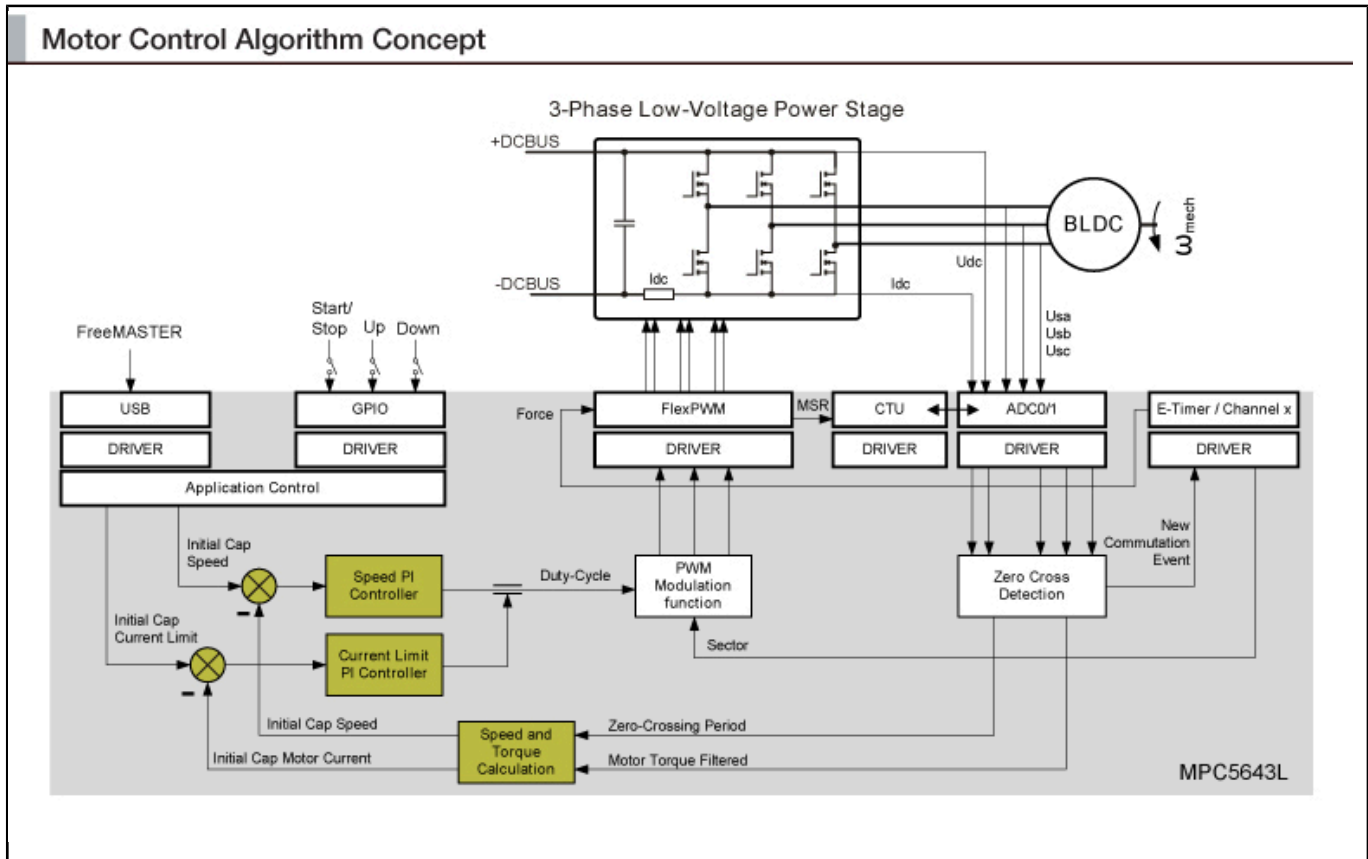 Motor Control Algorithm Concept
3-Phase Low-Voltage Power Stage
+DCBUS
BLDC
ω mech
Udc
Idc
Idc
-DCBUS
Usa
Usb
Usc
FreeMASTER
Start/
Stop
Up
Down
USB
GPIO
Force
FlexPWM
MSR
CTU
ADC0/1
E-Timer / Channel x
DRIVER
DRIVER
DRIVER
DRIVER
DRIVER
DRIVER
Application Control
New
Commutation
Event
Initial Cap
Speed
Speed PI
Controller
Duty-Cycle
PWM
Modulation
function
Zero Cross
Detection
Initial Cap
Current Limit
Current Limit
PI Controller
Sector
Initial Cap Speed
Speed and
Torque
Calculation
Zero-Crossing Period
Initial Cap Motor Current
Motor Torque Filtered
MPC5643L